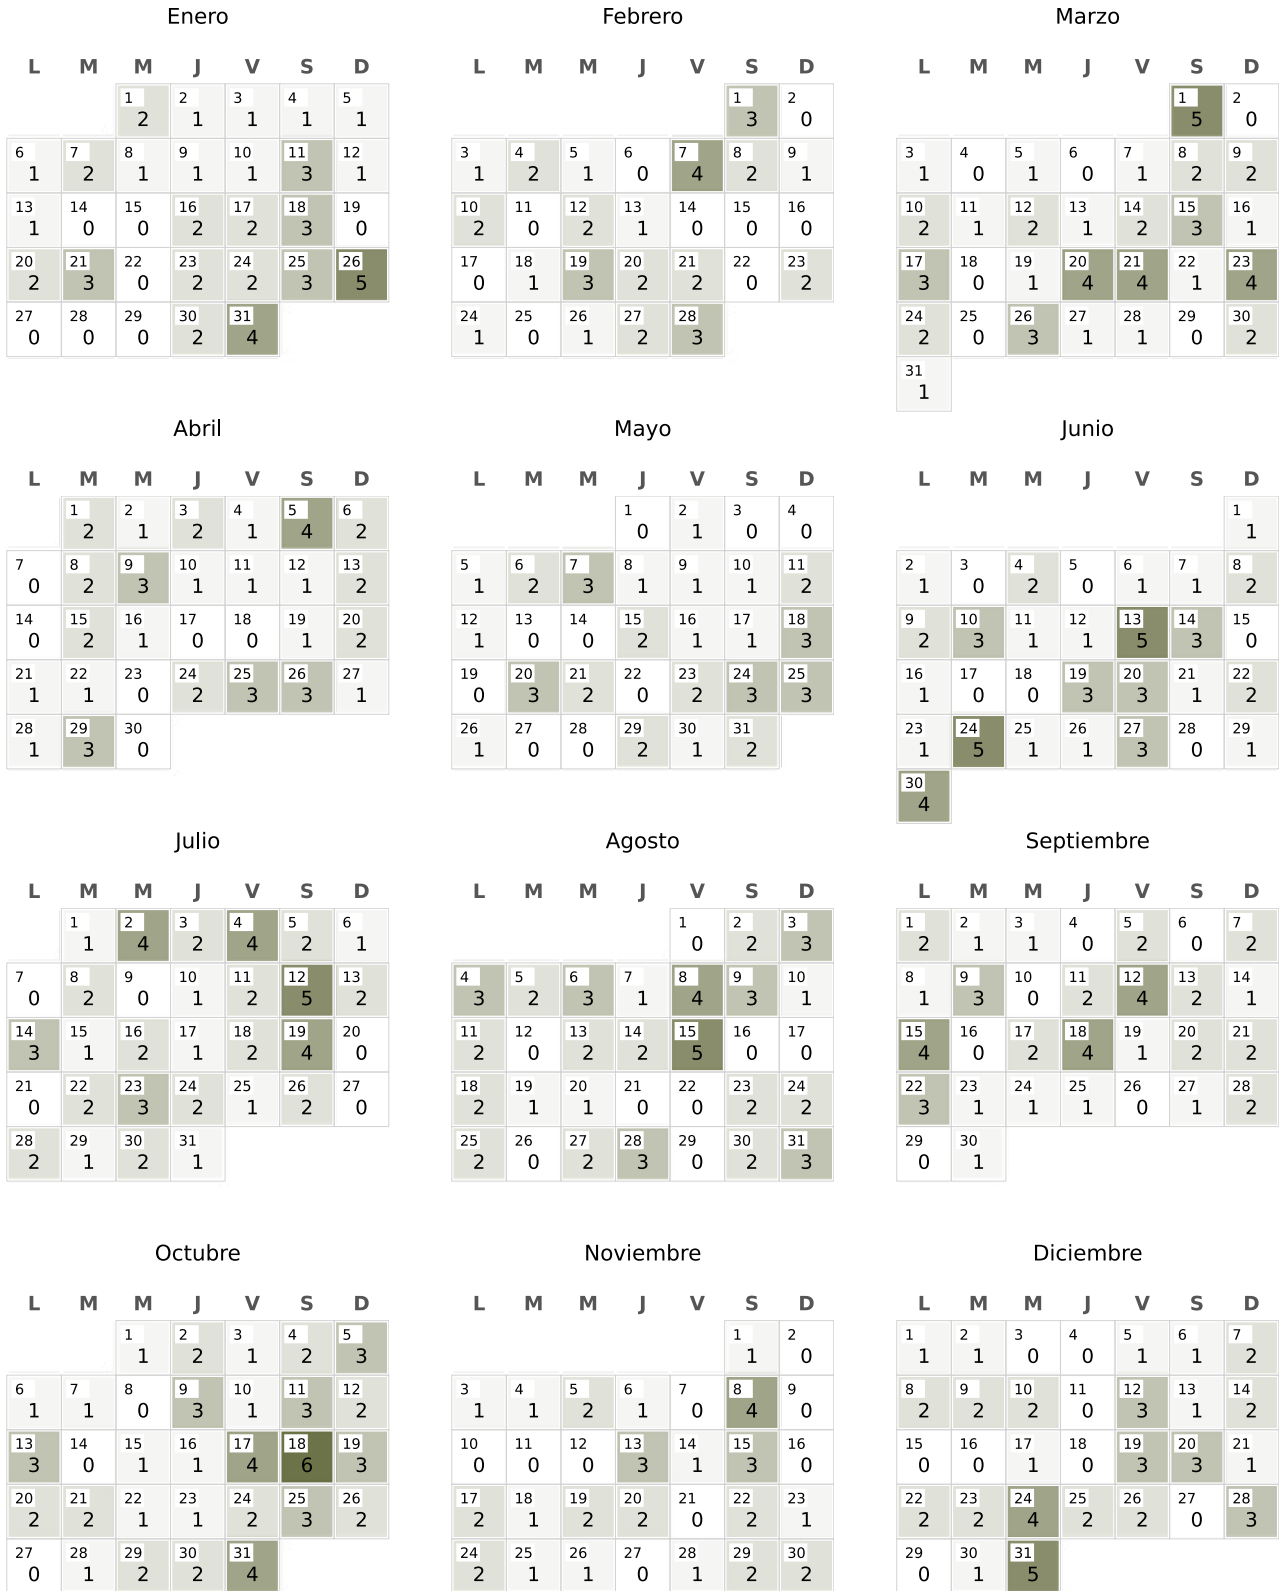 Enero Febrero Marzo
L M M J V S D L M M J V S D L M M J V S D
1 2 3 4 5 1 2 1 2
2 1 1 1 1 3 0 5 0
6 7 8 9 10 11 12 3 4 5 6 7 8 9 3 4 5 6 7 8 9
1 2 1 1 1 3 1 1 2 1 0 4 2 1 1 0 1 0 1 2 2
13 14 15 16 17 18 19 10 11 12 13 14 15 16 10 11 12 13 14 15 16
1 0 0 2 2 3 0 2 0 2 1 0 0 0 2 1 2 1 2 3 1
20 21 22 23 24 25 26 17 18 19 20 21 22 23 17 18 19 20 21 22 23
2 3 0 2 2 3 5 0 1 3 2 2 0 2 3 0 1 4 4 1 4
27 28 29 30 31 24 25 26 27 28 24 25 26 27 28 29 30
0 0 0 2 4 1 0 1 2 3 2 0 3 1 1 0 2
31
1
Abril Mayo Junio
L M M J V S D L M M J V S D L M M J V S D
1 2 3 4 5 6 1 2 3 4 1
2 1 2 1 4 2 0 1 0 0 1
7 8 9 10 11 12 13 5 6 7 8 9 10 11 2 3 4 5 6 7 8
0 2 3 1 1 1 2 1 2 3 1 1 1 2 1 0 2 0 1 1 2
14 15 16 17 18 19 20 12 13 14 15 16 17 18 9 10 11 12 13 14 15
0 2 1 0 0 1 2 1 0 0 2 1 1 3 2 3 1 1 5 3 0
21 22 23 24 25 26 27 19 20 21 22 23 24 25 16 17 18 19 20 21 22
1 1 0 2 3 3 1 0 3 2 0 2 3 3 1 0 0 3 3 1 2
28 29 30 26 27 28 29 30 31 23 24 25 26 27 28 29
1 3 0 1 0 0 2 1 2 1 5 1 1 3 0 1
30
4
Julio Agosto Septiembre
L M M J V S D L M M J V S D L M M J V S D
1 2 3 4 5 6 1 2 3 1 2 3 4 5 6 7
1 4 2 4 2 1 0 2 3 2 1 1 0 2 0 2
7 8 9 10 11 12 13 4 5 6 7 8 9 10 8 9 10 11 12 13 14
0 2 0 1 2 5 2 3 2 3 1 4 3 1 1 3 0 2 4 2 1
14 15 16 17 18 19 20 11 12 13 14 15 16 17 15 16 17 18 19 20 21
3 1 2 1 2 4 0 2 0 2 2 5 0 0 4 0 2 4 1 2 2
21 22 23 24 25 26 27 18 19 20 21 22 23 24 22 23 24 25 26 27 28
0 2 3 2 1 2 0 2 1 1 0 0 2 2 3 1 1 1 0 1 2
28 29 30 31 25 26 27 28 29 30 31 29 30
2 1 2 1 2 0 2 3 0 2 3 0 1
Octubre Noviembre Diciembre
L M M J V S D L M M J V S D L M M J V S D
1 2 3 4 5 1 2 1 2 3 4 5 6 7
1 2 1 2 3 1 0 1 1 0 0 1 1 2
6 7 8 9 10 11 12 3 4 5 6 7 8 9 8 9 10 11 12 13 14
1 1 0 3 1 3 2 1 1 2 1 0 4 0 2 2 2 0 3 1 2
13 14 15 16 17 18 19 10 11 12 13 14 15 16 15 16 17 18 19 20 21
3 0 1 1 4 6 3 0 0 0 3 1 3 0 0 0 1 0 3 3 1
20 21 22 23 24 25 26 17 18 19 20 21 22 23 22 23 24 25 26 27 28
2 2 1 1 2 3 2 2 1 2 2 0 2 1 2 2 4 2 2 0 3
27 28 29 30 31 24 25 26 27 28 29 30 29 30 31
0 1 2 2 4 2 1 1 0 1 2 2 0 1 5